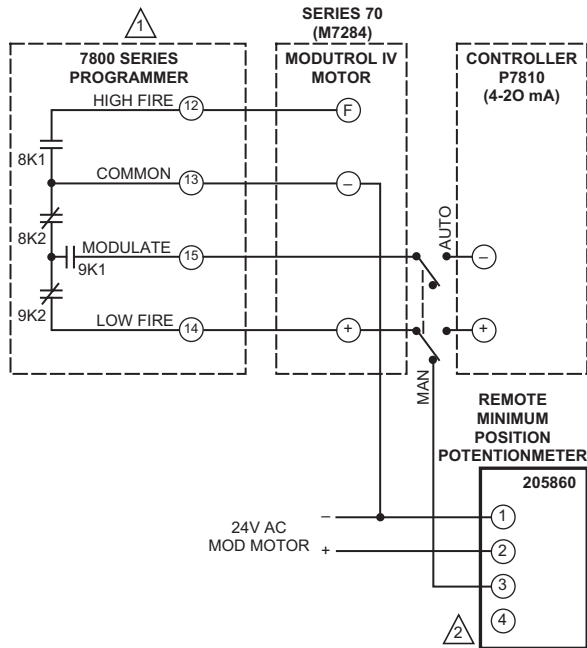 1
SERIES 70
(M7284)
7800 SERIES
PROGRAMMER
MODUTROL IV
MOTOR
CONTROLLER
P7810
(4-2O mA)
HIGH FIRE
12
F
8K1
COMMON
13
–
8K2
MODULATE
15
AUTO
–
9K1
9K2
LOW FIRE
14
+
+
MAN
REMOTE
MINIMUM
POSITION
POTENTIONMETER
205860
24V AC
MOD MOTOR
–
+
1
2
3
4
2